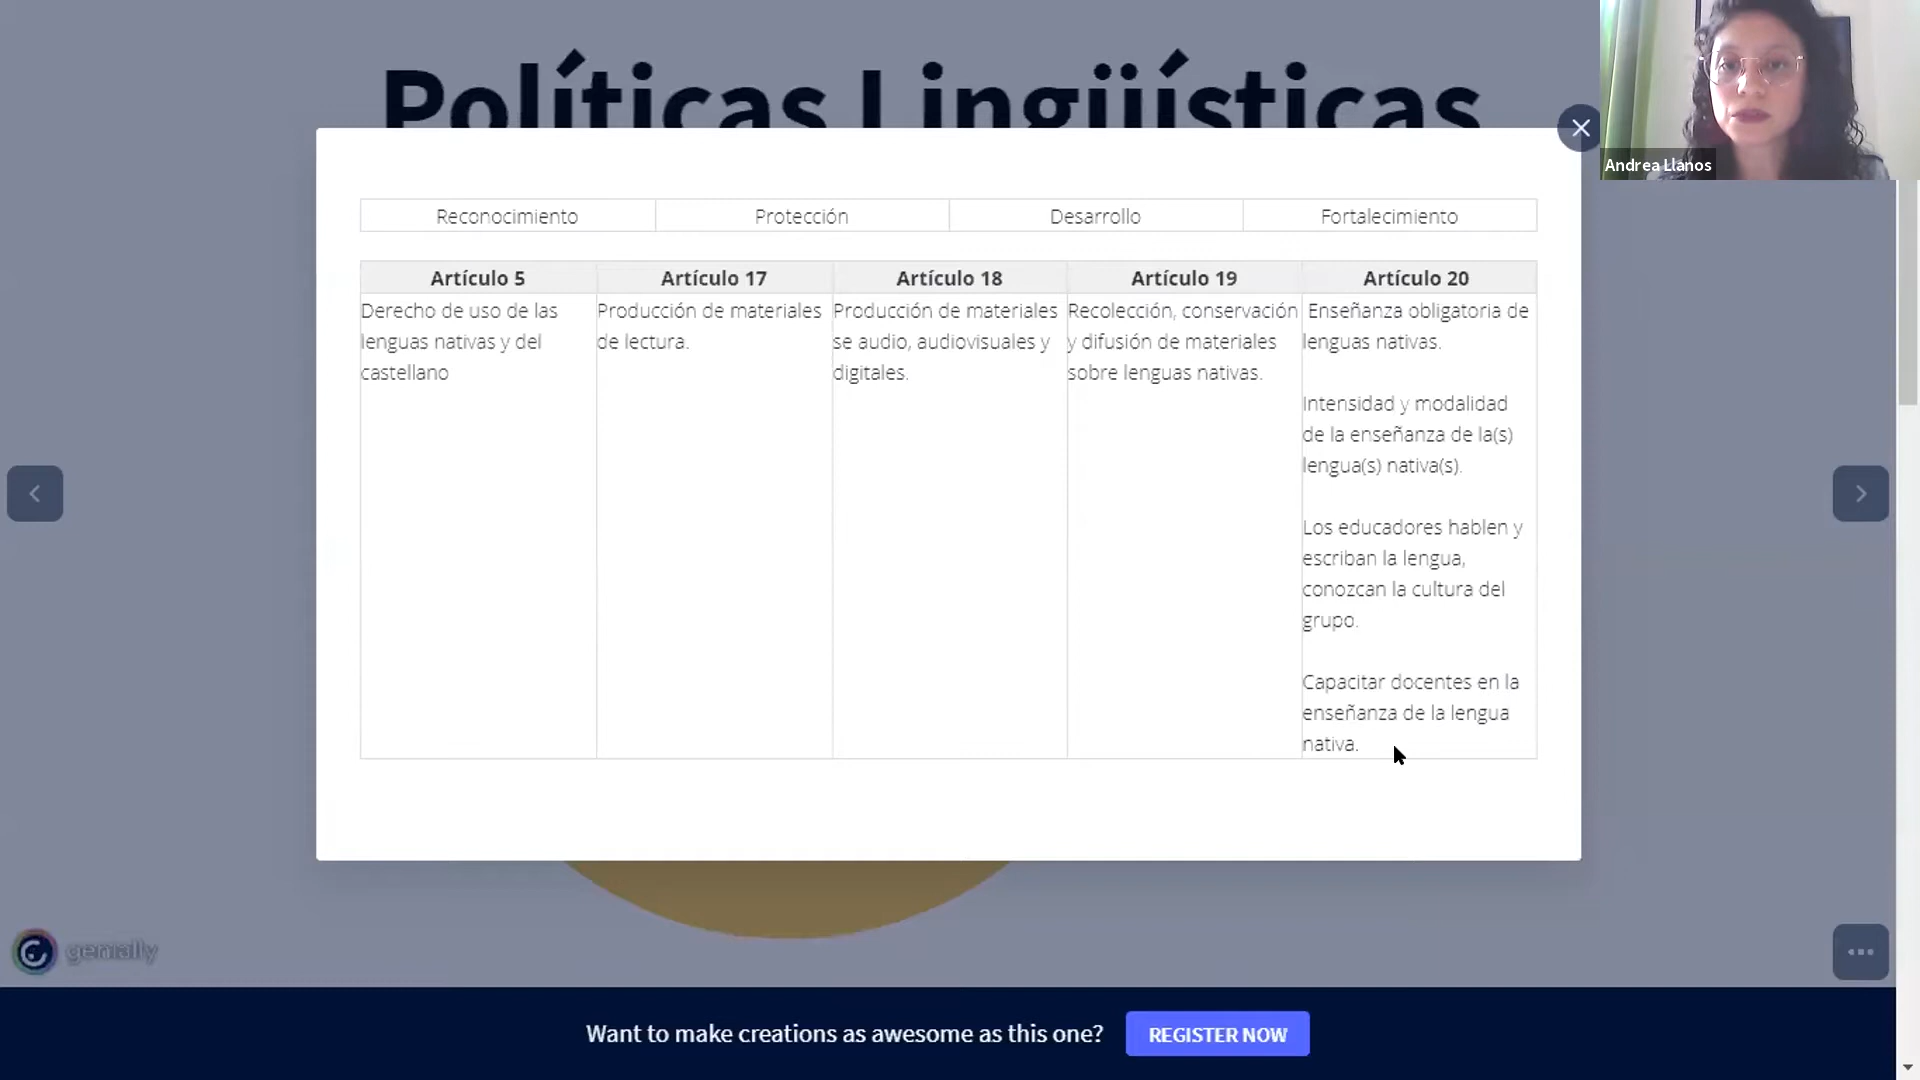 Políticas Lingüísticas
Andrea Llanos
Reconocimiento Protección Desarrollo Fortalecimiento
Artículo 5
Derecho de uso de las
lenguas nativas y del
castellano
Artículo 17
Producción de materiales
de lectura.
Artículo 18
Producción de materiales
se audio, audiovisuales y
digitales.
Artículo 19
Recolección, conservación
y difusión de materiales
sobre lenguas nativas.
Artículo 20
Enseñanza obligatoria de
lenguas nativas.
Intensidad y modalidad
de la enseñanza de la(s)
lengua(s) nativa(s).
Los educadores hablen y
escriban la lengua,
conozcan la cultura del
grupo.
Capacitar docentes en la
enseñanza de la lengua
nativa.
genially
Want to make creations as awesome as this one? REGISTER NOW